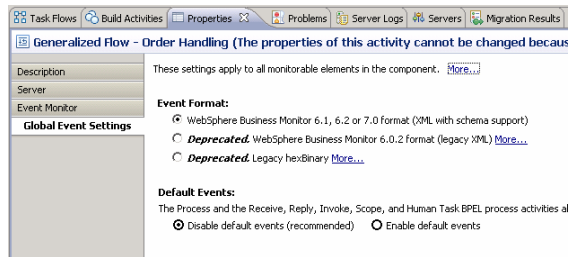 Task Flows Build Activities Properties Problems Server Logs Servers Migration Results
Generalized Flow - Order Handling (The properties of this activity cannot be changed becaus
Description
These settings apply to all monitorable elements in the component. More...
Server
Event Monitor
Global Event Settings
Event Format:
WebSphere Business Monitor 6.1, 6.2 or 7.0 format (XML with schema support)
Deprecated. WebSphere Business Monitor 6.0.2 format (legacy XML) More...
Deprecated. Legacy hexBinary More...
Default Events:
The Process and the Receive, Reply, Invoke, Scope, and Human Task BPEL process activities al
Disable default events (recommended) Enable default events